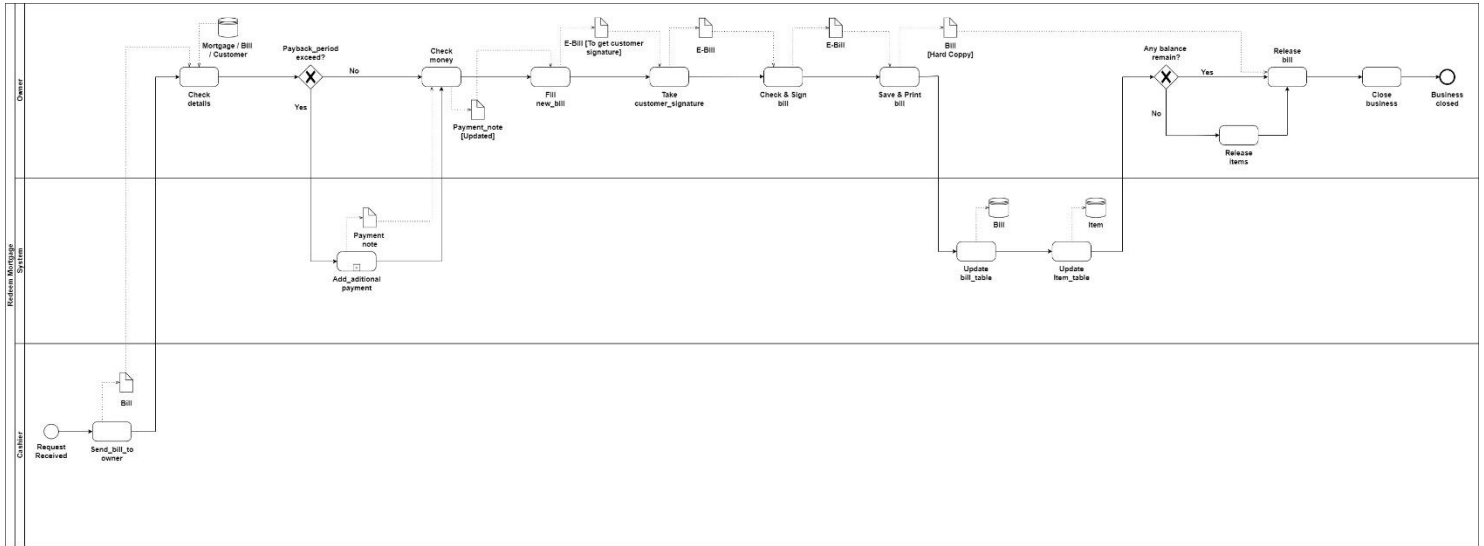 Redeem Mortgage
Owner
Mortgage / Bill
/ Customer
Check
details
Payback_period
exceed?
No
Yes
Check
money
Payment_note
[Updated]
E-Bill [To get customer
signature]
Fill
new_bill
E-Bill
Take
customer_signature
E-Bill
Check & Sign
bill
Bill
[Hard Coppy]
Save & Print
bill
Any balance
remain?
Yes
No
Release
items
Release
bill
Close
business
Business
closed
System
Payment
note
Add_aditional
payment
Bill
Update
bill_table
Item
Update
Item_table
Cashier
Request
Received
Bill
Send_bill_to
owner